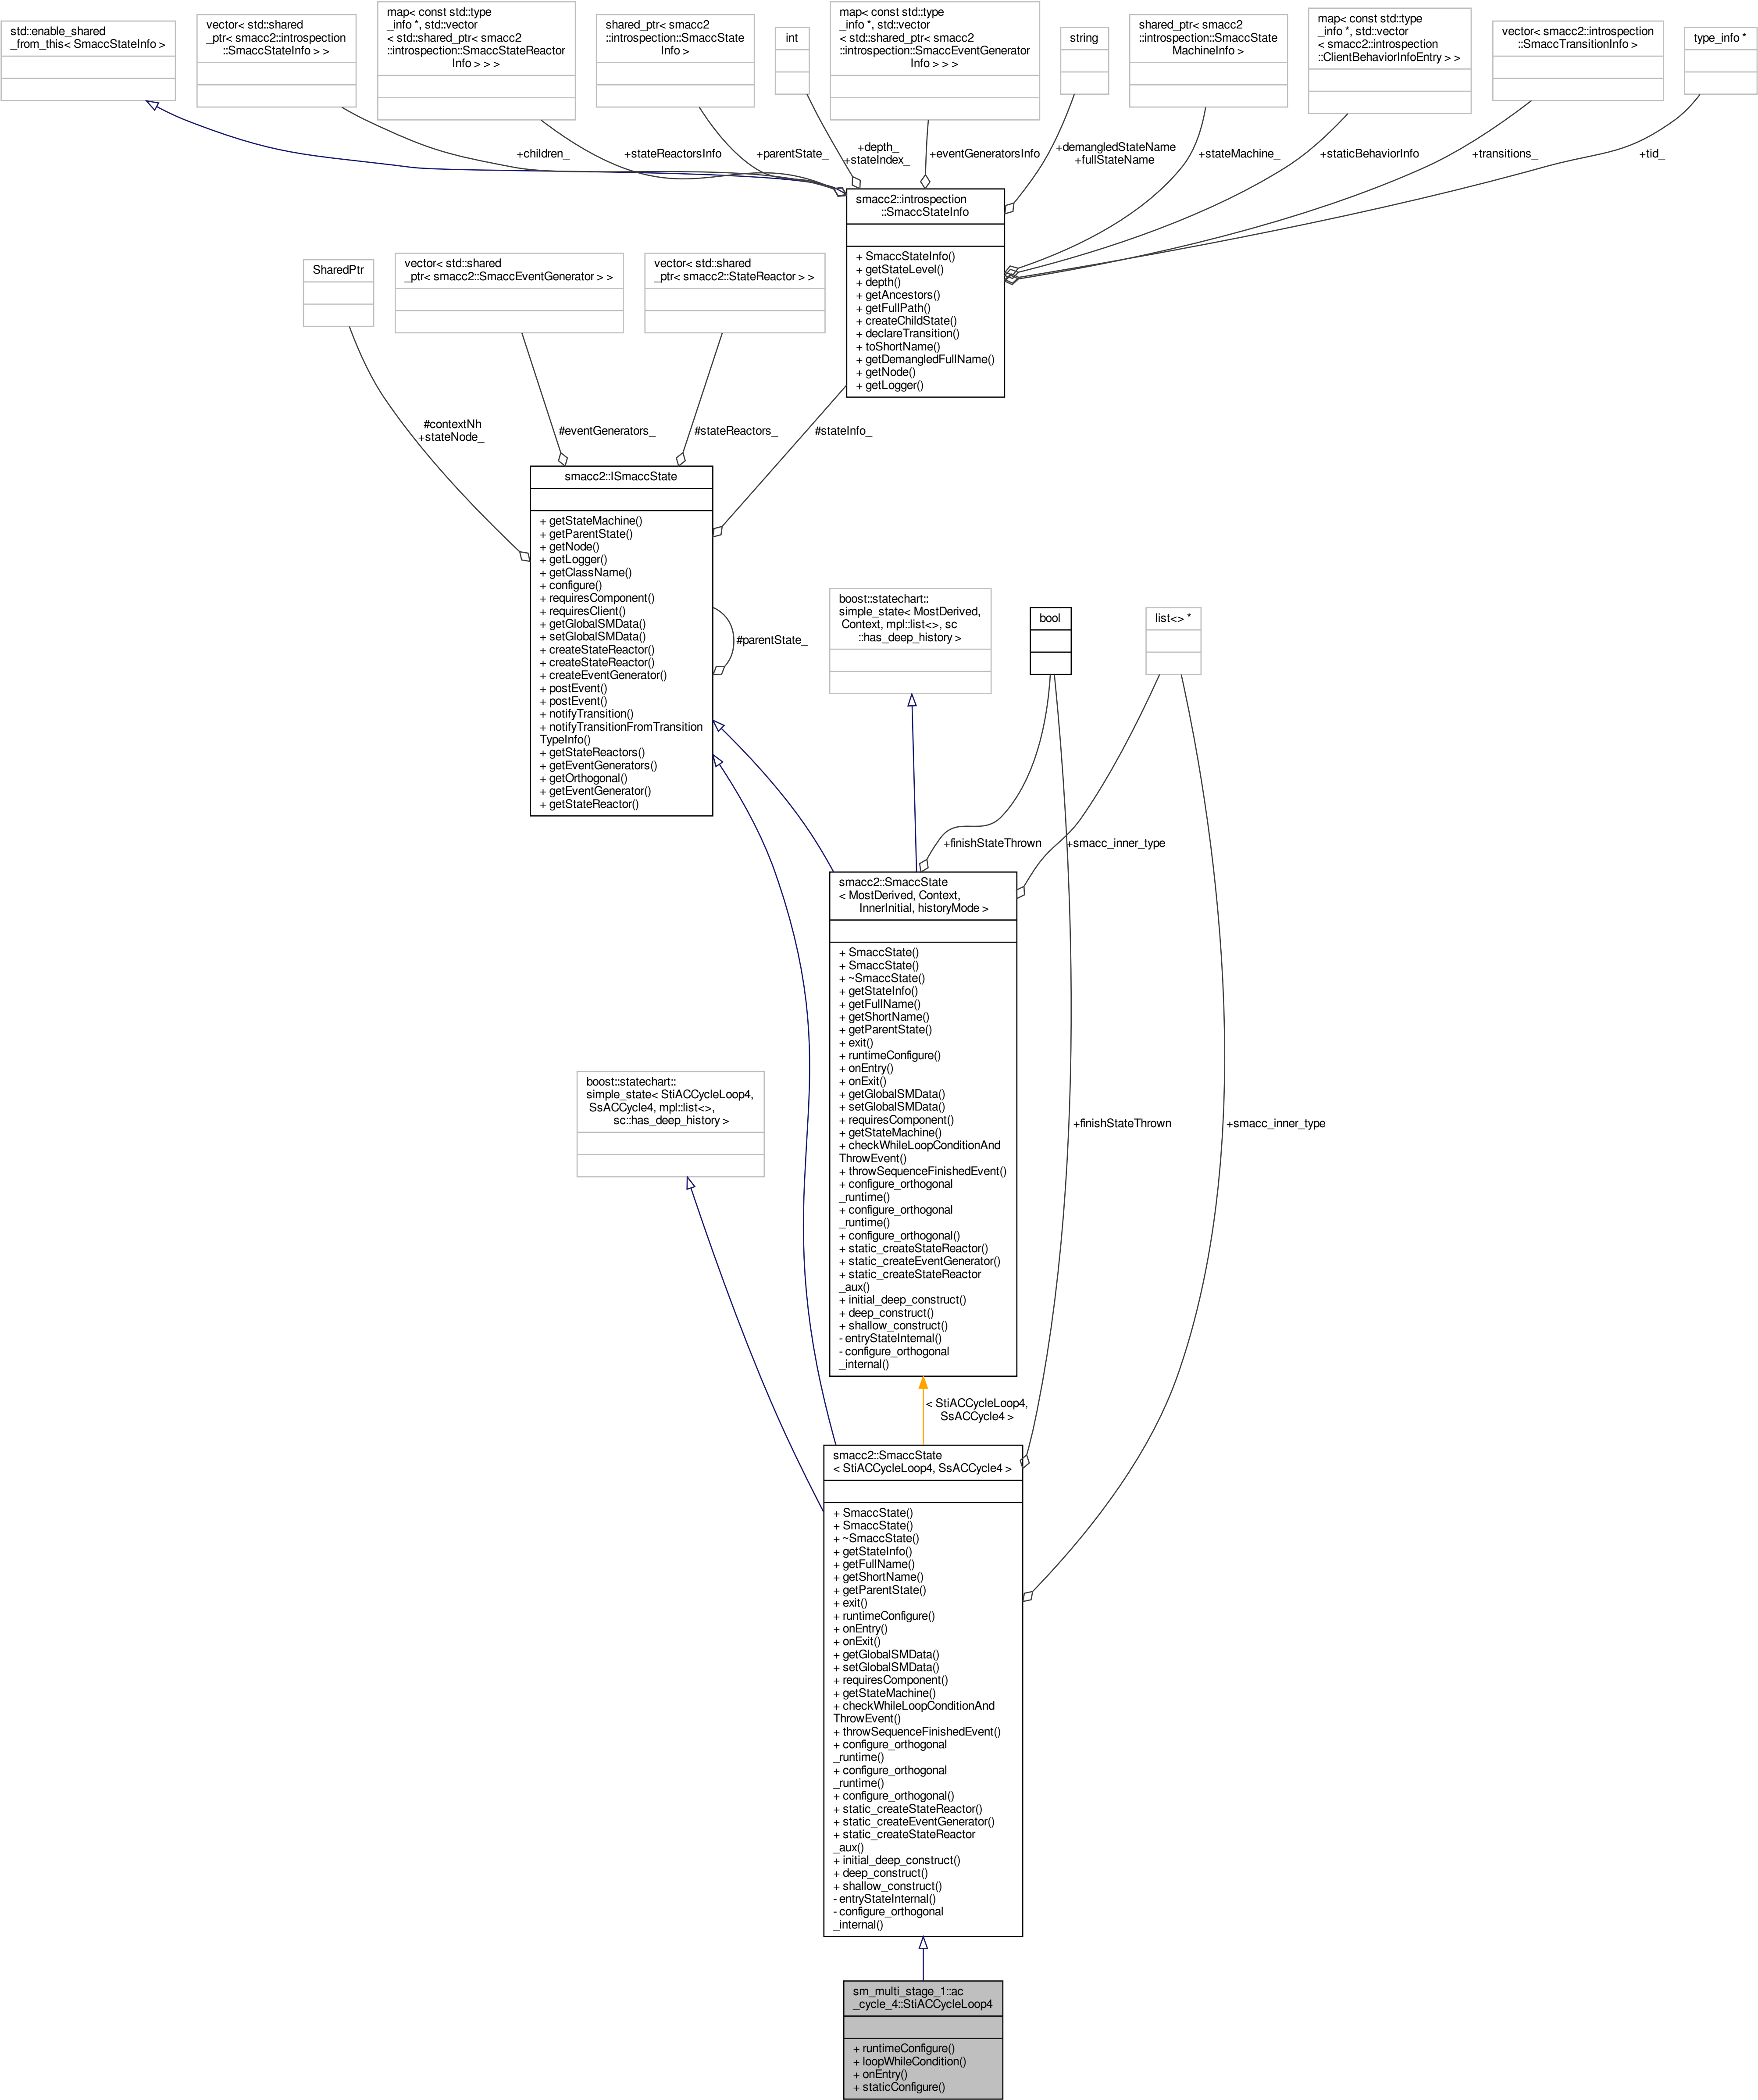 std::enable_shared
_from_this< SmaccStateInfo >
vector< std::shared
_ptr< smacc2::introspection
::SmaccStateInfo > >
map< const std::type
_info *, std::vector
< std::shared_ptr< smacc2
::introspection::SmaccStateReactor
Info > > >
shared_ptr< smacc2
::introspection::SmaccState
Info >
int
map< const std::type
_info *, std::vector
< std::shared_ptr< smacc2
::introspection::SmaccEventGenerator
Info > > >
string
shared_ptr< smacc2
::introspection::SmaccState
MachineInfo >
map< const std::type
_info *, std::vector
< smacc2::introspection
::ClientBehaviorInfoEntry > >
vector< smacc2::introspection
::SmaccTransitionInfo >
type_info *
+children_
+stateReactorsInfo
+parentState_
+depth_
+stateIndex_
+eventGeneratorsInfo
+demangledStateName
+fullStateName
+stateMachine_
+staticBehaviorInfo
+transitions_
+tid_
smacc2::introspection
::SmaccStateInfo
+ SmaccStateInfo()
+ getStateLevel()
+ depth()
+ getAncestors()
+ getFullPath()
+ createChildState()
+ declareTransition()
+ toShortName()
+ getDemangledFullName()
+ getNode()
+ getLogger()
SharedPtr
vector< std::shared
_ptr< smacc2::SmaccEventGenerator > >
vector< std::shared
_ptr< smacc2::StateReactor > >
#contextNh
+stateNode_
#eventGenerators_
#stateReactors_
#stateInfo_
smacc2::ISmaccState
+ getStateMachine()
+ getParentState()
+ getNode()
+ getLogger()
+ getClassName()
+ configure()
+ requiresComponent()
+ requiresClient()
+ getGlobalSMData()
+ setGlobalSMData()
+ createStateReactor()
+ createStateReactor()
+ createEventGenerator()
+ postEvent()
+ postEvent()
+ notifyTransition()
+ notifyTransitionFromTransition
TypeInfo()
+ getStateReactors()
+ getEventGenerators()
+ getOrthogonal()
+ getEventGenerator()
+ getStateReactor()
#parentState_
boost::statechart::
simple_state< MostDerived,
Context, mpl::list<>, sc
::has_deep_history >
bool
list<> *
+finishStateThrown
+smacc_inner_type
smacc2::SmaccState
< MostDerived, Context,
InnerInitial, historyMode >
+ SmaccState()
+ SmaccState()
+ ~SmaccState()
+ getStateInfo()
+ getFullName()
+ getShortName()
+ getParentState()
+ exit()
+ runtimeConfigure()
+ onEntry()
+ onExit()
+ getGlobalSMData()
+ setGlobalSMData()
+ requiresComponent()
+ getStateMachine()
+ checkWhileLoopConditionAnd
ThrowEvent()
+ throwSequenceFinishedEvent()
+ configure_orthogonal
_runtime()
+ configure_orthogonal
_runtime()
+ configure_orthogonal()
+ static_createStateReactor()
+ static_createEventGenerator()
+ static_createStateReactor
_aux()
+ initial_deep_construct()
+ deep_construct()
+ shallow_construct()
- entryStateInternal()
- configure_orthogonal
_internal()
boost::statechart::
simple_state< StiACCycleLoop4,
SsACCycle4, mpl::list<>,
sc::has_deep_history >
+finishStateThrown
+smacc_inner_type
< StiACCycleLoop4,
SsACCycle4 >
smacc2::SmaccState
< StiACCycleLoop4, SsACCycle4 >
+ SmaccState()
+ SmaccState()
+ ~SmaccState()
+ getStateInfo()
+ getFullName()
+ getShortName()
+ getParentState()
+ exit()
+ runtimeConfigure()
+ onEntry()
+ onExit()
+ getGlobalSMData()
+ setGlobalSMData()
+ requiresComponent()
+ getStateMachine()
+ checkWhileLoopConditionAnd
ThrowEvent()
+ throwSequenceFinishedEvent()
+ configure_orthogonal
_runtime()
+ configure_orthogonal
_runtime()
+ configure_orthogonal()
+ static_createStateReactor()
+ static_createEventGenerator()
+ static_createStateReactor
_aux()
+ initial_deep_construct()
+ deep_construct()
+ shallow_construct()
- entryStateInternal()
- configure_orthogonal
_internal()
sm_multi_stage_1::ac
_cycle_4::StiACCycleLoop4
+ runtimeConfigure()
+ loopWhileCondition()
+ onEntry()
+ staticConfigure()